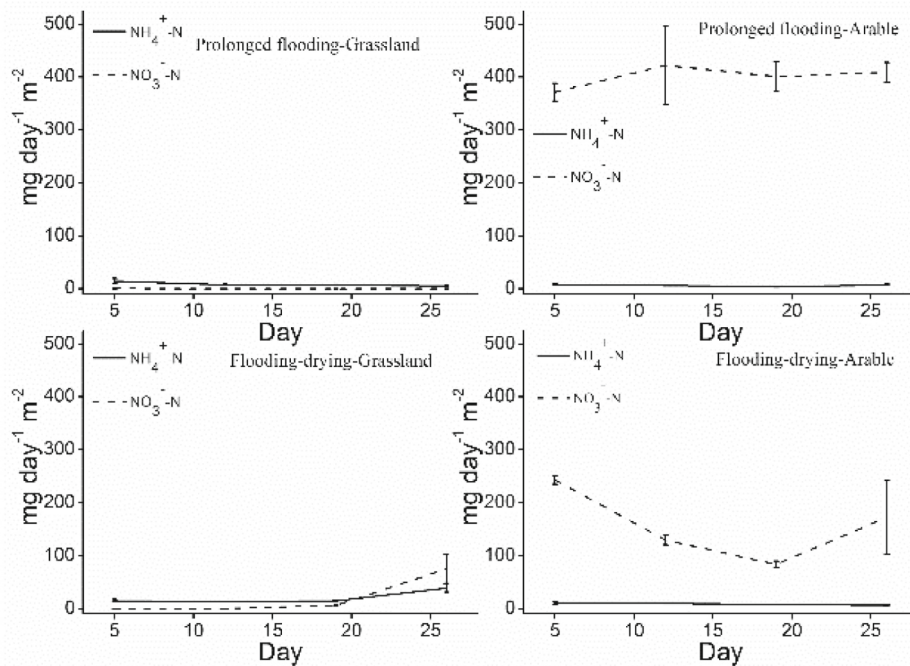 500
400
300
200
100
0
mg day⁻¹ m⁻²
NH₄⁺-N
NO₃⁻-N
Prolonged flooding-Grassland
5 10 15 20 25
Day
500
400
300
200
100
0
mg day⁻¹ m⁻²
Prolonged flooding-Arable
NH₄⁺-N
NO₃⁻-N
5 10 15 20 25
Day
500
400
300
200
100
0
mg day⁻¹ m⁻²
NH₄⁺-N
NO₃⁻-N
Flooding-drying-Grassland
5 10 15 20 25
Day
500
400
300
200
100
0
mg day⁻¹ m⁻²
NH₄⁺-N
NO₃⁻-N
Flooding-drying-Arable
5 10 15 20 25
Day